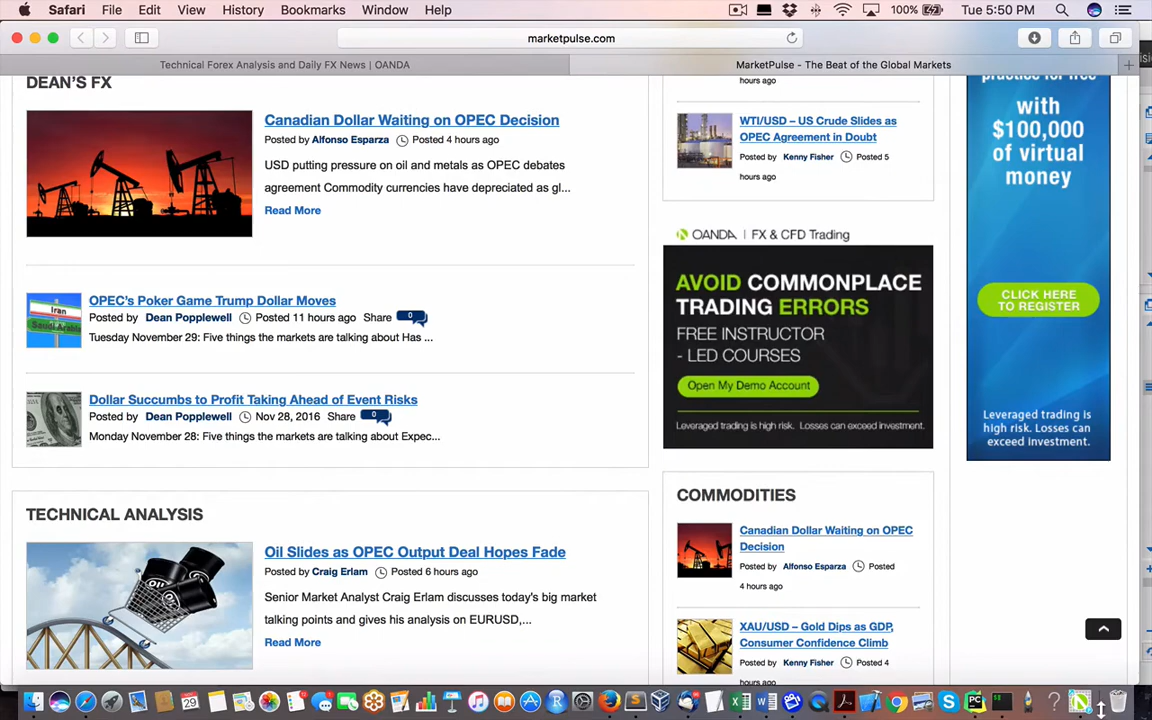 Safari File Edit View History Bookmarks Window Help 100% Tue 5:50 PM
marketpulse.com
Technical Forex Analysis and Daily FX News | OANDA
MarketPulse - The Beat of the Global Markets
DEAN'S FX
Canadian Dollar Waiting on OPEC Decision
Posted by Alfonso Esparza Posted 4 hours ago
USD putting pressure on oil and metals as OPEC debates
agreement Commodity currencies have depreciated as gl...
Read More
Iran
Saudi Arabia
OPEC's Poker Game Trump Dollar Moves
Posted by Dean Popplewell Posted 11 hours ago Share 0
Tuesday November 29: Five things the markets are talking about Has ...
Dollar Succumbs to Profit Taking Ahead of Event Risks
Posted by Dean Popplewell Nov 28, 2016 Share 0
Monday November 28: Five things the markets are talking about Expec...
TECHNICAL ANALYSIS
OIL
OIL
Oil Slides as OPEC Output Deal Hopes Fade
Posted by Craig Erlam Posted 6 hours ago
Senior Market Analyst Craig Erlam discusses today's big market
talking points and gives his analysis on EURUSD,...
Read More
hours ago
WTI/USD – US Crude Slides as
OPEC Agreement in Doubt
Posted by Kenny Fisher Posted 5
hours ago
OANDA | FX & CFD Trading
AVOID COMMONPLACE
TRADING ERRORS
FREE INSTRUCTOR
- LED COURSES
Open My Demo Account
Leveraged trading is high risk. Losses can exceed investment.
COMMODITIES
Canadian Dollar Waiting on OPEC
Decision
Posted by Alfonso Esparza Posted
4 hours ago
XAU/USD – Gold Dips as GDP,
Consumer Confidence Climb
Posted by Kenny Fisher Posted 4
hours ago
practice for free
with
$100,000
of virtual
money
CLICK HERE
TO REGISTER
Leveraged trading is
high risk. Losses can
exceed investment.
29